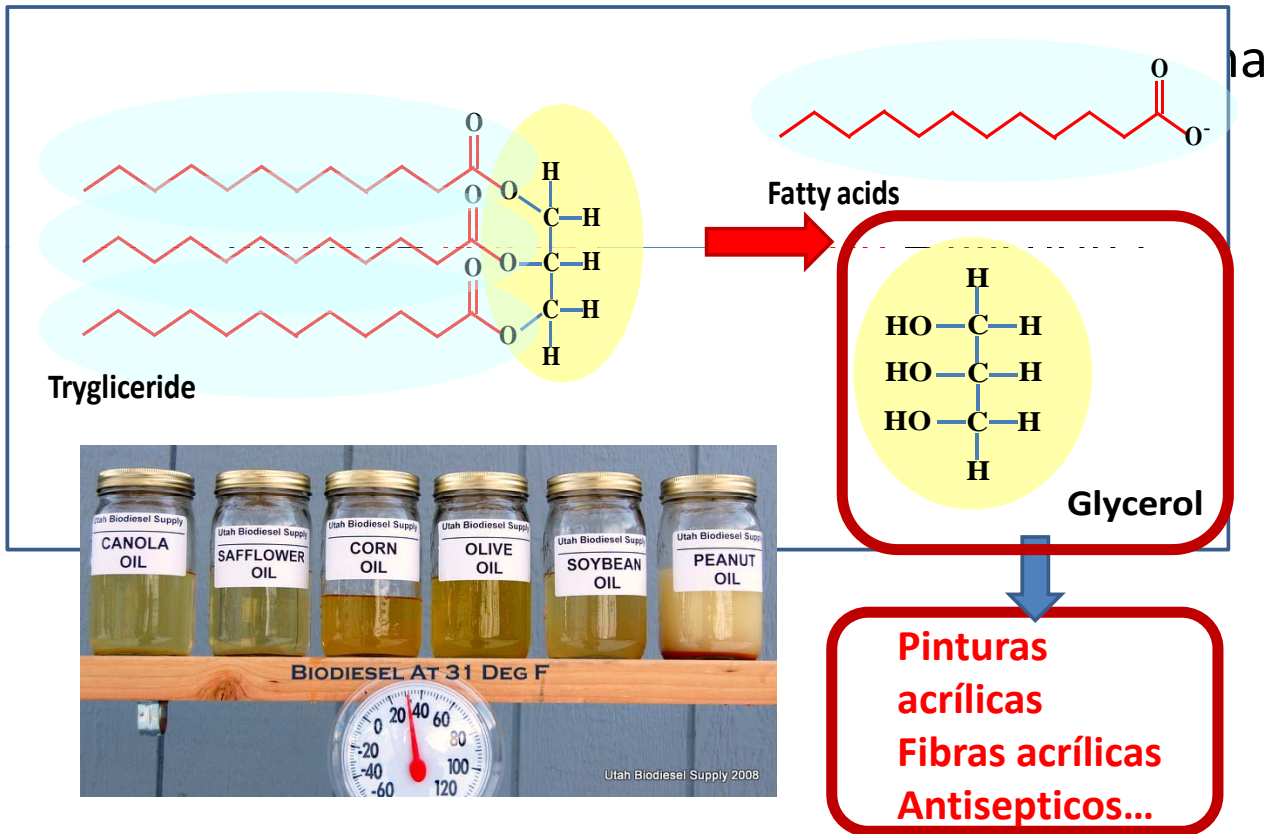 na
O
O
O⁻
O
O
O
O
O
O
H
C
H
C
H
H
C
H
Fatty acids
Trygliceride
H
HO
C
H
HO
C
H
HO
C
H
H
Glycerol
Utah Biodiesel Supply
CANOLA
OIL
Utah Biodiesel Supply
SAFFLOWER
OIL
Utah Biodiesel Supply
CORN
OIL
Utah Biodiesel Supply
OLIVE
OIL
Utah Biodiesel Supply
SOYBEAN
OIL
Utah Biodiesel Supply
PEANUT
OIL
BIODIESEL AT 31 DEG F
-60
-40
-20
0
20
40
60
80
100
120
Utah Biodiesel Supply 2008
Pinturas
acrílicas
Fibras acrílicas
Antisepticos...